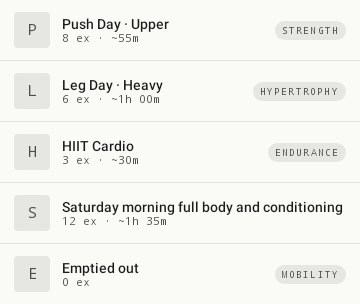 P
Push Day · Upper
8 ex · ~55m
STRENGTH
L
Leg Day · Heavy
6 ex · ~1h 00m
HYPERTROPHY
H
HIIT Cardio
3 ex · ~30m
ENDURANCE
S
Saturday morning full body and conditioning
12 ex · ~1h 35m
E
Emptied out
0 ex
MOBILITY